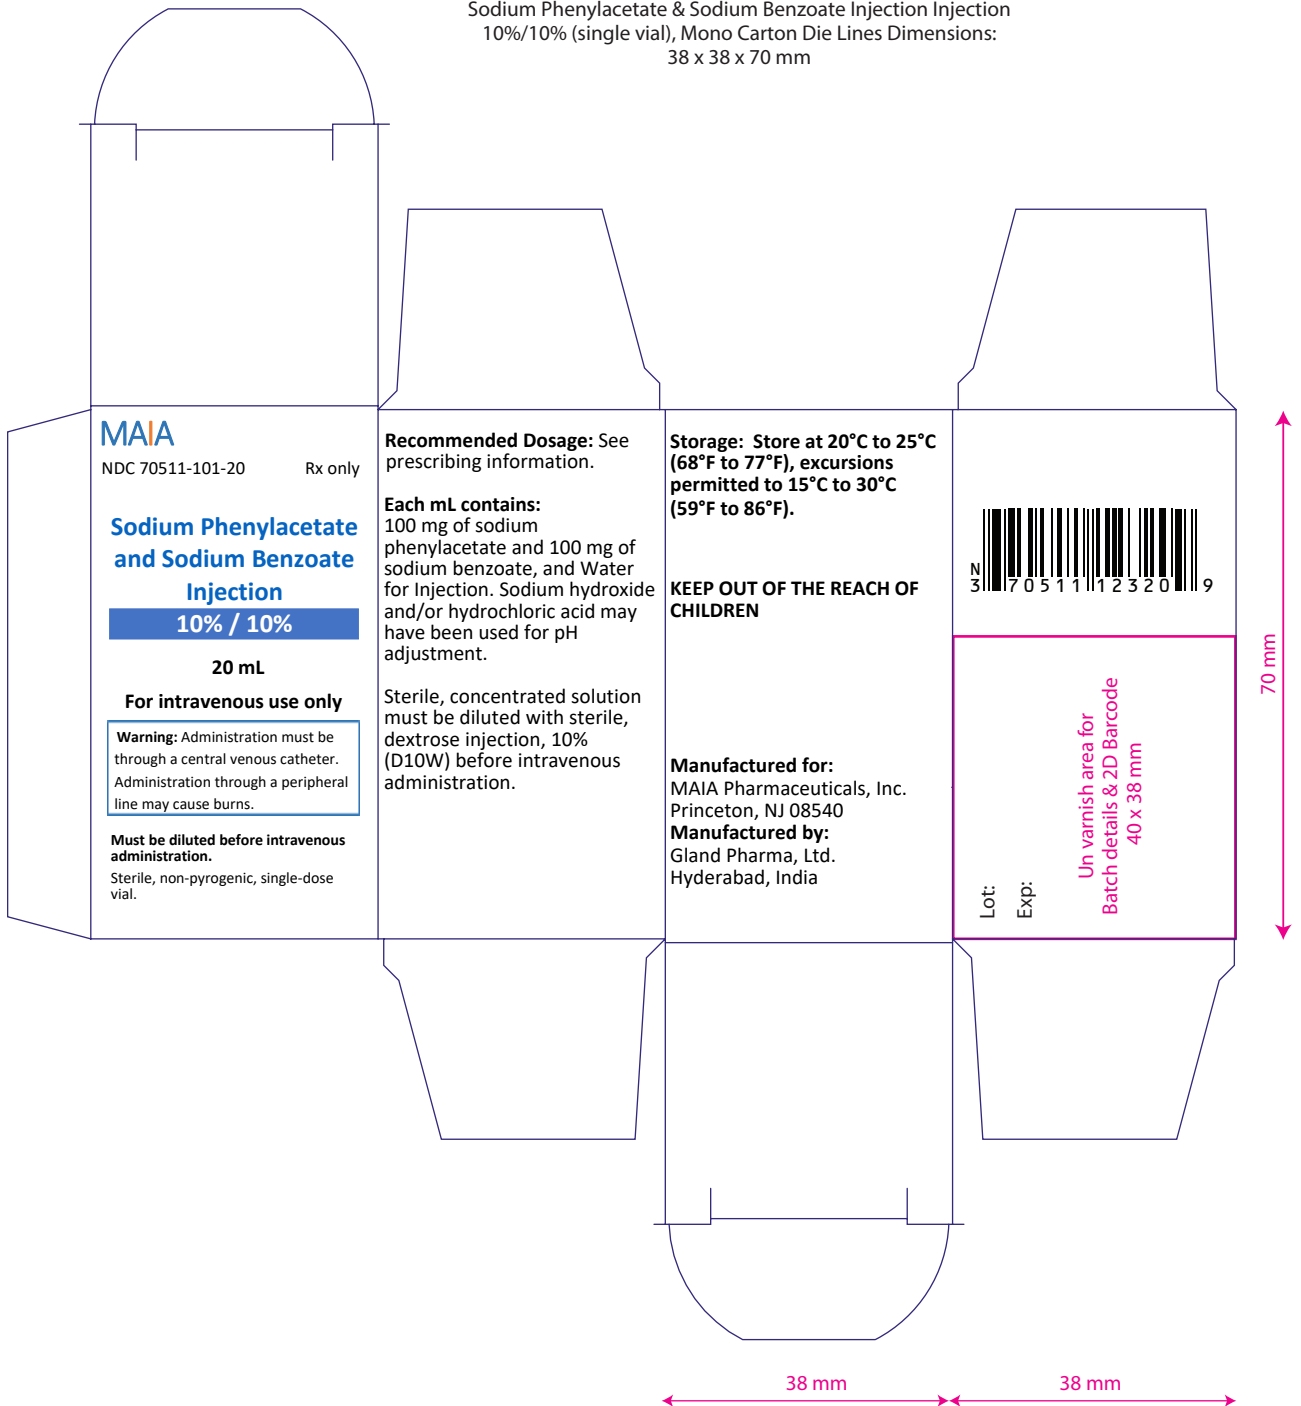 Sodium Phenylacetate & Sodium Benzoate Injection Injection
10%/10% (single vial), Mono Carton Die Lines Dimensions:
38 x 38 x 70 mm
MAIA
NDC 70511-101-20 Rx only
Sodium Phenylacetate
and Sodium Benzoate
Injection
10% / 10%
20 mL
For intravenous use only
Warning: Administration must be
through a central venous catheter.
Administration through a peripheral
line may cause burns.
Must be diluted before intravenous
administration.
Sterile, non-pyrogenic, single-dose
vial.
Recommended Dosage: See
prescribing information.
Each mL contains:
100 mg of sodium
phenylacetate and 100 mg of
sodium benzoate, and Water
for Injection. Sodium hydroxide
and/or hydrochloric acid may
have been used for pH
adjustment.
Sterile, concentrated solution
must be diluted with sterile,
dextrose injection, 10%
(D10W) before intravenous
administration.
Storage: Store at 20°C to 25°C
(68°F to 77°F), excursions
permitted to 15°C to 30°C
(59°F to 86°F).
KEEP OUT OF THE REACH OF
CHILDREN
Manufactured for:
MAIA Pharmaceuticals, Inc.
Princeton, NJ 08540
Manufactured by:
Gland Pharma, Ltd.
Hyderabad, India
N
3 70511 12320 9
Lot:
Exp:
Un varnish area for
Batch details & 2D Barcode
40 x 38 mm
70 mm
38 mm
38 mm